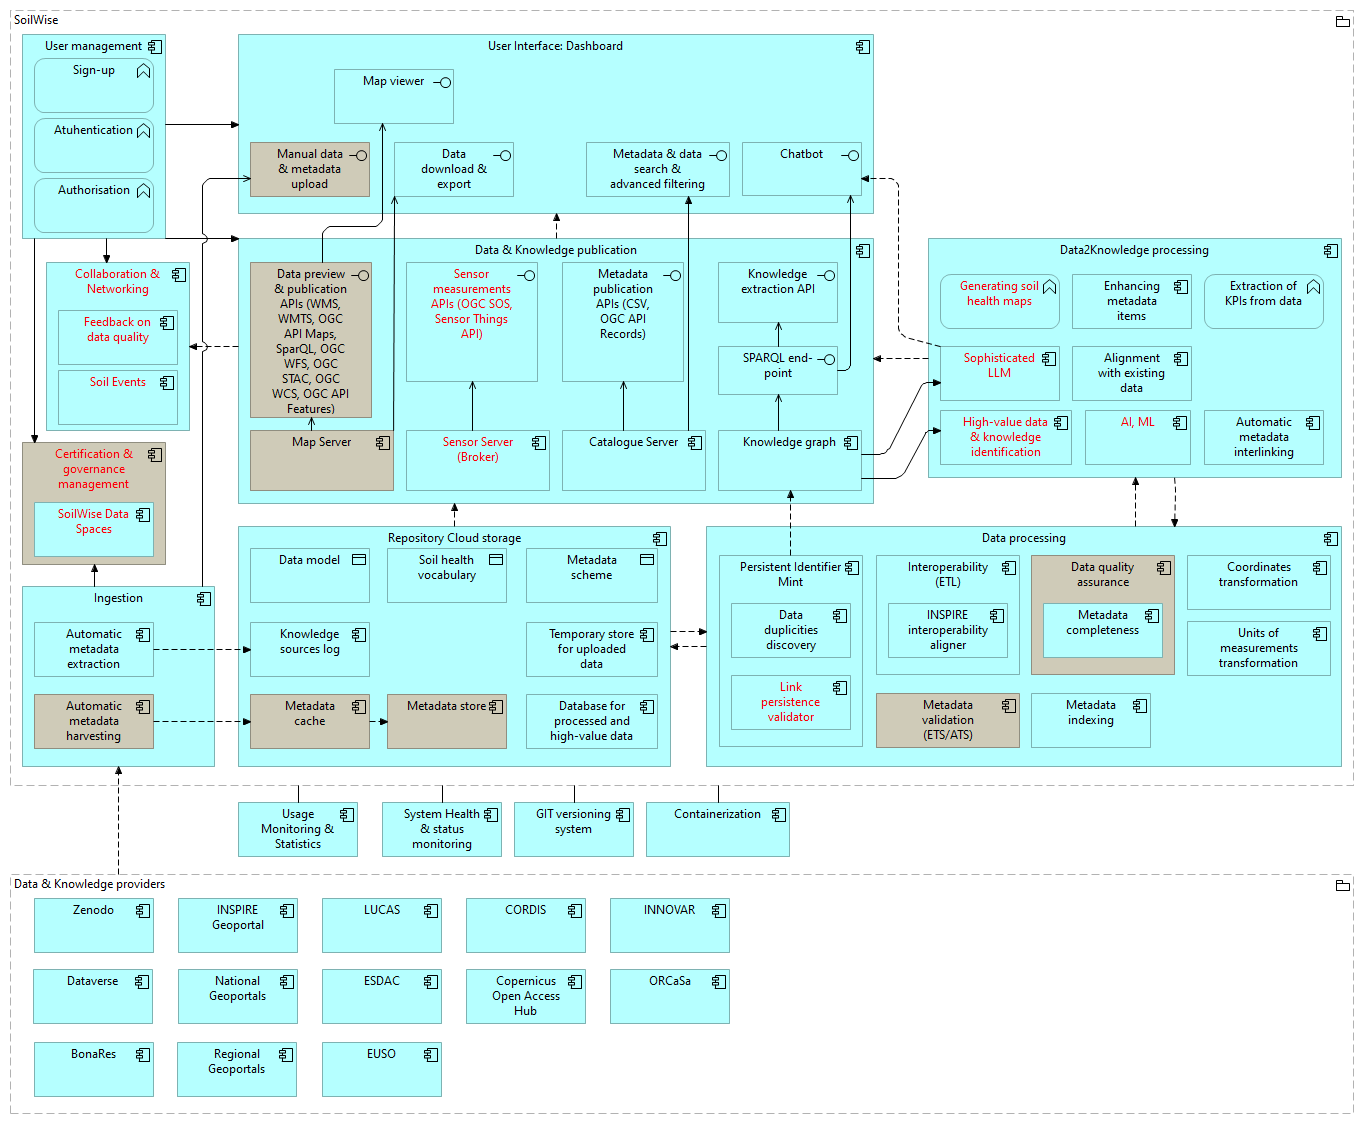 SoilWise
User management
Sign-up
Atuhentication
Authorisation
User Interface: Dashboard
Map viewer
Manual data
& metadata
upload
Data
download &
export
Metadata & data
search &
advanced filtering
Chatbot
Collaboration &
Networking
Feedback on
data quality
Soil Events
Data & Knowledge publication
Data preview
& publication
APIs (WMS,
WMTS, OGC
API Maps,
SparQL, OGC
WFS, OGC
STAC, OGC
WCS, OGC API
Features)
Sensor
measurements
APIs (OGC SOS,
Sensor Things
API)
Metadata
publication
APIs (CSV,
OGC API
Records)
Knowledge
extraction API
SPARQL end-
point
Map Server
Sensor Server
(Broker)
Catalogue Server
Knowledge graph
Data2Knowledge processing
Generating soil
health maps
Enhancing
metadata
items
Extraction of
KPIs from data
Sophisticated
LLM
Alignment
with existing
data
High-value data
& knowledge
identification
AI, ML
Automatic
metadata
interlinking
Certification &
governance
management
SoilWise Data
Spaces
Ingestion
Automatic
metadata
extraction
Automatic
metadata
harvesting
Repository Cloud storage
Data model
Soil health
vocabulary
Metadata
scheme
Knowledge
sources log
Temporary store
for uploaded
data
Metadata
cache
Metadata store
Database for
processed and
high-value data
Data processing
Persistent Identifier
Mint
Data
duplicities
discovery
Link
persistence
validator
Interoperability
(ETL)
INSPIRE
interoperability
aligner
Data quality
assurance
Metadata
completeness
Coordinates
transformation
Units of
measurements
transformation
Metadata
validation
(ETS/ATS)
Metadata
indexing
Usage
Monitoring &
Statistics
System Health
& status
monitoring
GIT versioning
system
Containerization
Data & Knowledge providers
Zenodo
INSPIRE
Geoportal
LUCAS
CORDIS
INNOVAR
Dataverse
National
Geoportals
ESDAC
Copernicus
Open Access
Hub
ORCaSa
BonaRes
Regional
Geoportals
EUSO